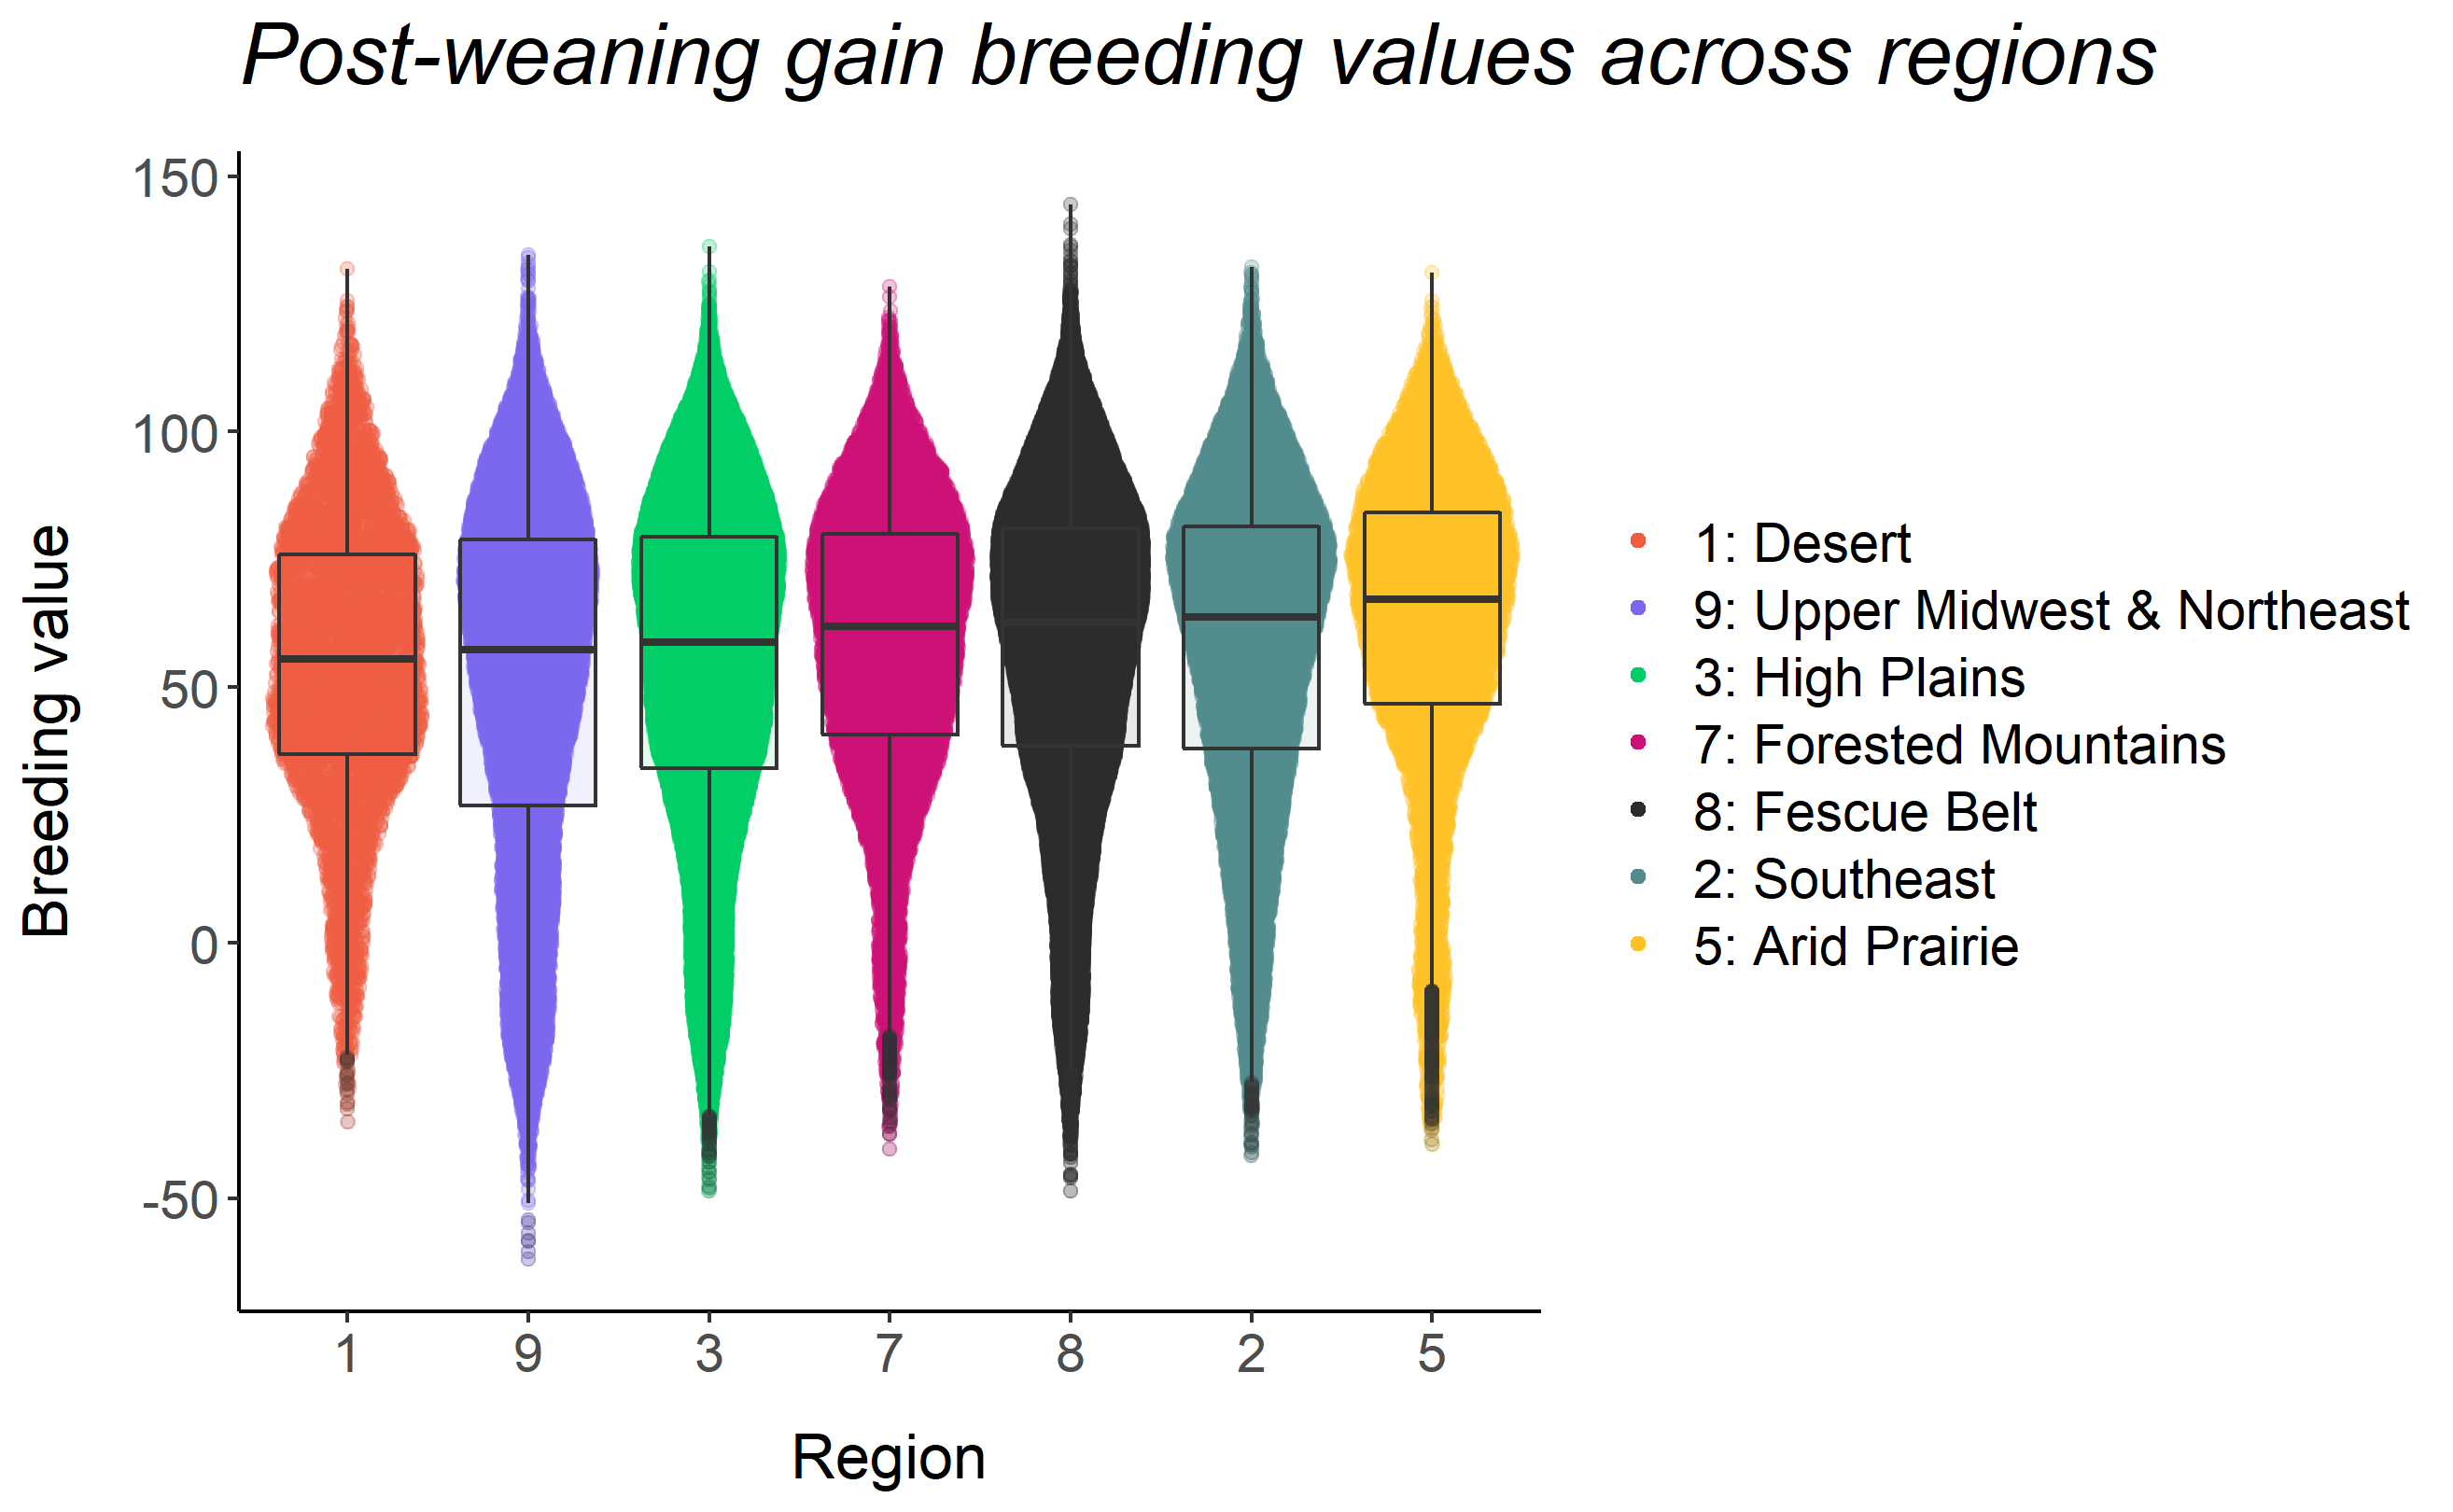 Post-weaning gain breeding values across regions
150
100
50
0
-50
Breeding value
1 9 3 7 8 2 5
Region
1: Desert
9: Upper Midwest & Northeast
3: High Plains
7: Forested Mountains
8: Fescue Belt
2: Southeast
5: Arid Prairie